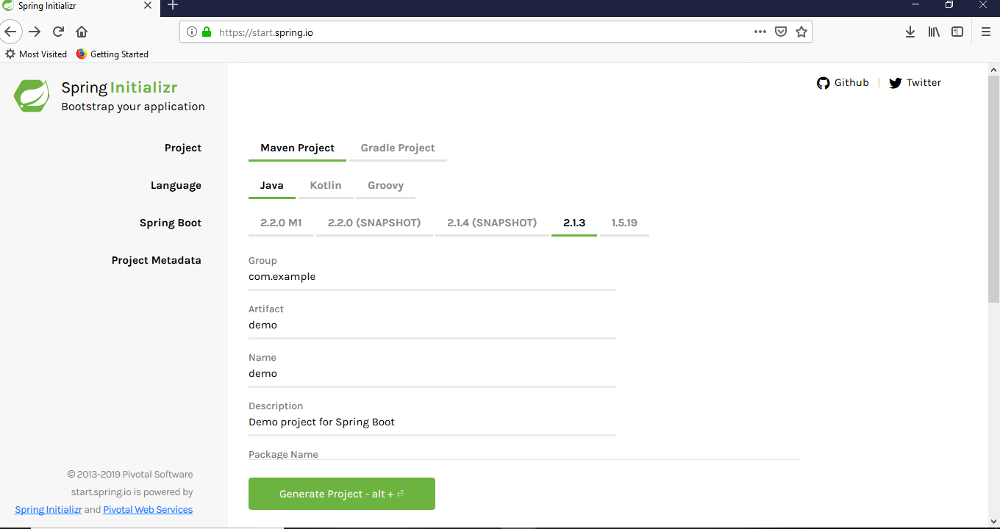 Spring Initializr
https://start.spring.io
Most Visited Getting Started
Spring Initializr
Bootstrap your application
Github | Twitter
Project
Maven Project Gradle Project
Language
Java Kotlin Groovy
Spring Boot
2.2.0 M1 2.2.0 (SNAPSHOT) 2.1.4 (SNAPSHOT) 2.1.3 1.5.19
Project Metadata
Group
com.example
Artifact
demo
Name
demo
Description
Demo project for Spring Boot
Package Name
Generate Project - alt + ⏎
© 2013-2019 Pivotal Software
start.spring.io is powered by
Spring Initializr and Pivotal Web Services